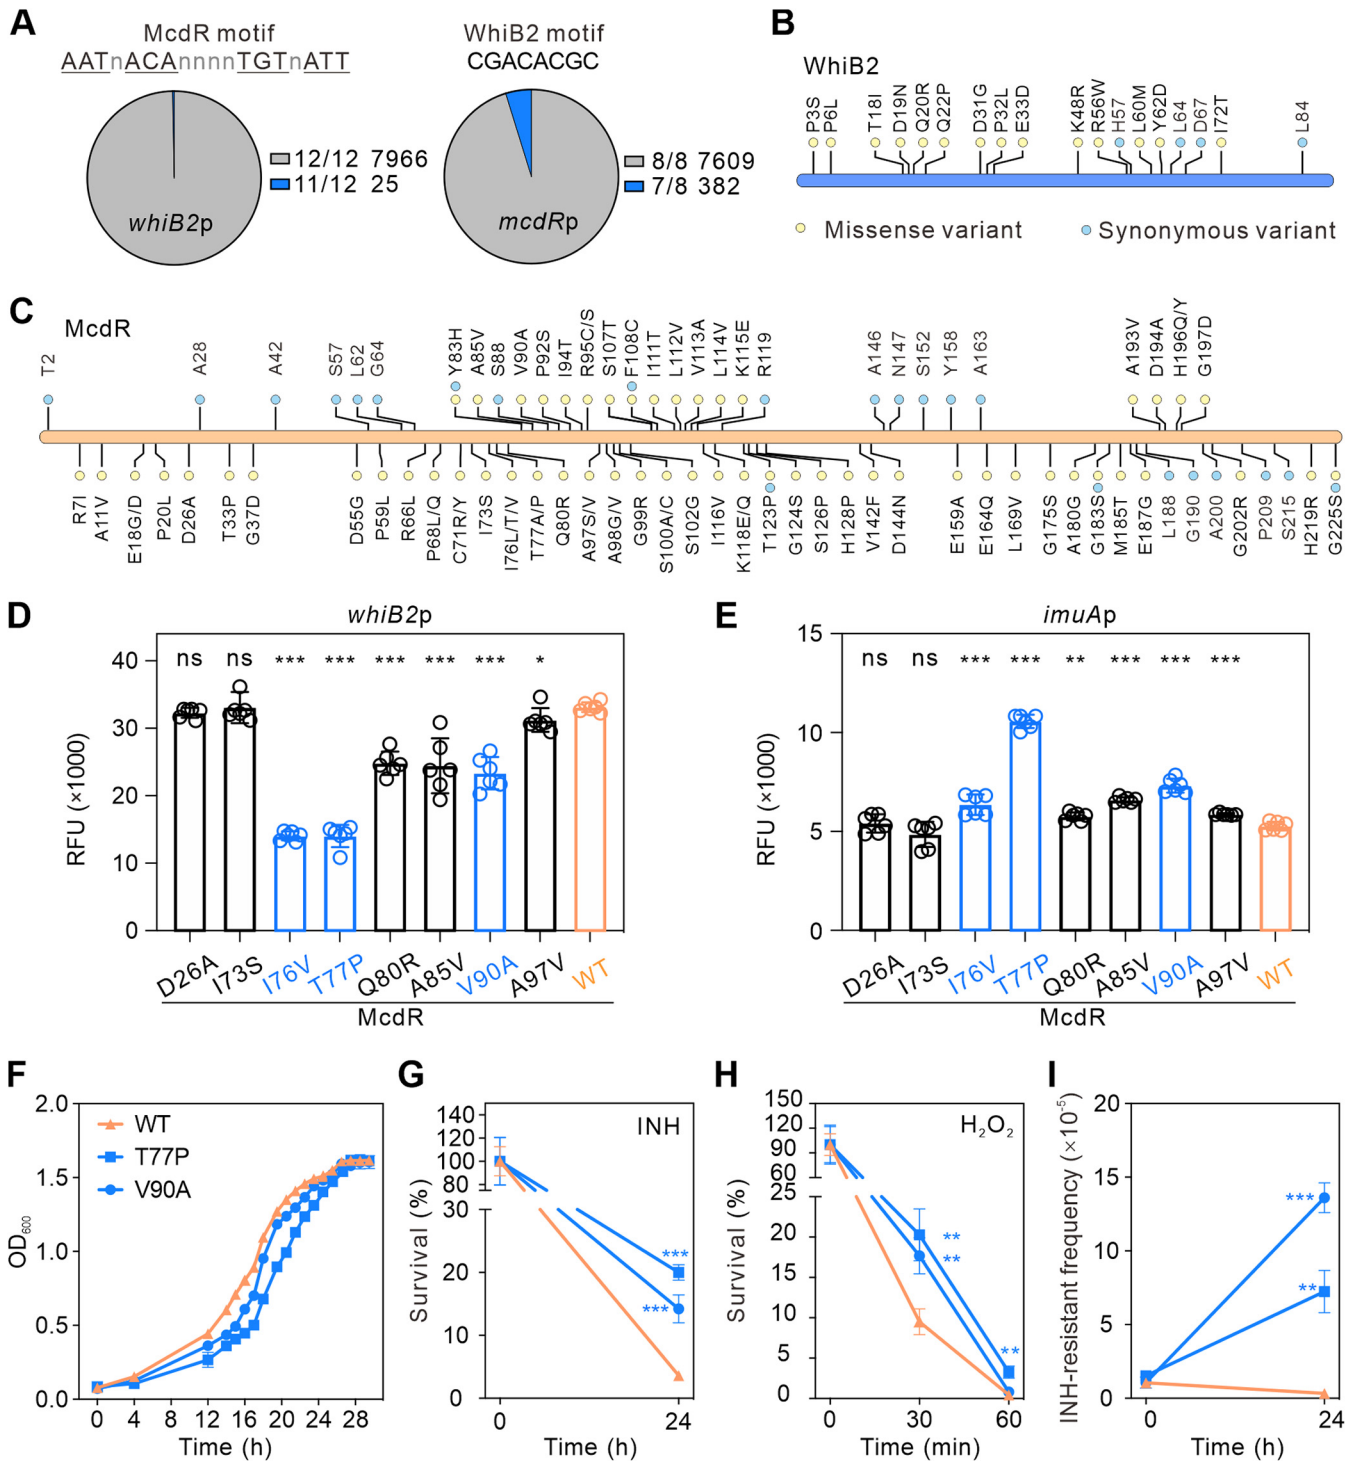 A
McdR motif
AATnACAnnnnTGTnATT
12/12 7966
11/12 25
whiB2p
WhiB2 motif
CGACACGC
8/8 7609
7/8 382
mcdRp
B
WhiB2
P3S P6L T18I D19N Q20R Q22P D31G P32L E33D K48R R56W H57 L60M Y62D L64 D67 I72T L84
Missense variant
Synonymous variant
C
McdR
T2 A28 A42 S57 L62 G64 Y83H A85V S88 V90A P92S I94T R95C/S S107T F108C I111T L112V V113A L114V K115E R119 A146 N147 S152 Y158 A163 A193V D194A H196Q/Y G197D
R7I A11V E18G/D P20L D26A T33P G37D D55G P59L R66L P68L/Q C71R/Y I73S I76L/T/V T77A/P Q80R A97S/V A98G/V G99R S100A/C S102G I116V K118E/Q T123P G124S S126P H128P V142F D144N E159A E164Q L169V G175S A180G G183S M185T E187G L188 G190 A200 G202R P209 S215 H219R G225S
D
whiB2p
RFU (×1000)
40
30
20
10
0
ns ns *** *** *** *** *** *
D26A I73S I76V T77P Q80R A85V V90A A97V WT
McdR
E
imuAp
RFU (×1000)
15
10
5
0
ns ns *** *** ** *** *** ***
D26A I73S I76V T77P Q80R A85V V90A A97V WT
McdR
F
OD600
2.0
1.5
1.0
0.5
0.0
WT
T77P
V90A
0 4 8 12 16 20 24 28
Time (h)
G
INH
Survival (%)
140
120
100
80
30
20
10
0
***
***
0 24
Time (h)
H
H2O2
Survival (%)
150
120
90
60
25
20
15
10
5
0
**
**
**
0 30 60
Time (min)
I
INH-resistant frequency (×10-5)
20
15
10
5
0
***
**
0 24
Time (h)